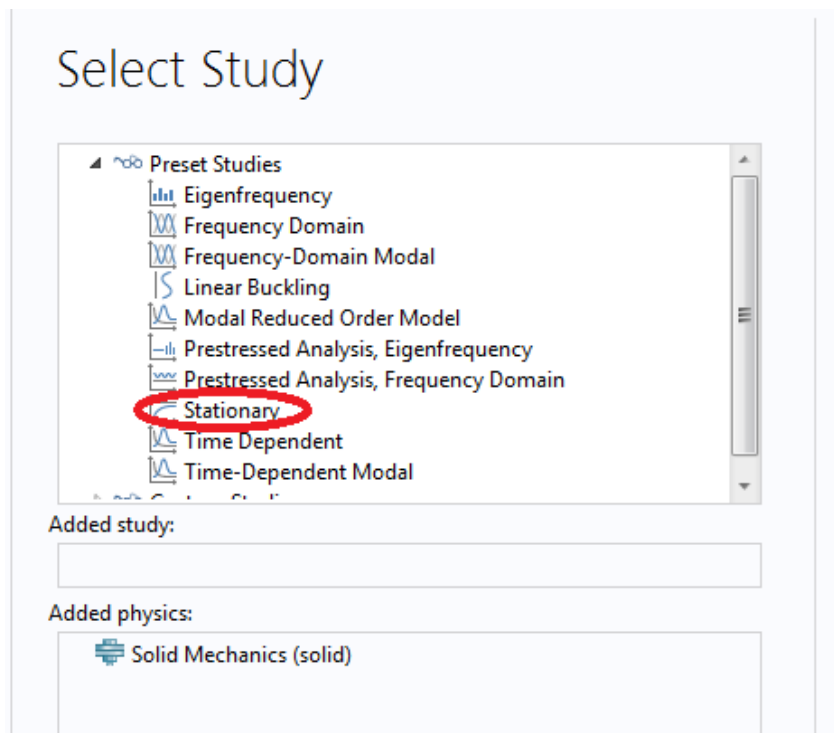 Select Study
Preset Studies
Eigenfrequency
Frequency Domain
Frequency-Domain Modal
Linear Buckling
Modal Reduced Order Model
Prestressed Analysis, Eigenfrequency
Prestressed Analysis, Frequency Domain
Stationary
Time Dependent
Time-Dependent Modal
Added study:
Added physics:
Solid Mechanics (solid)